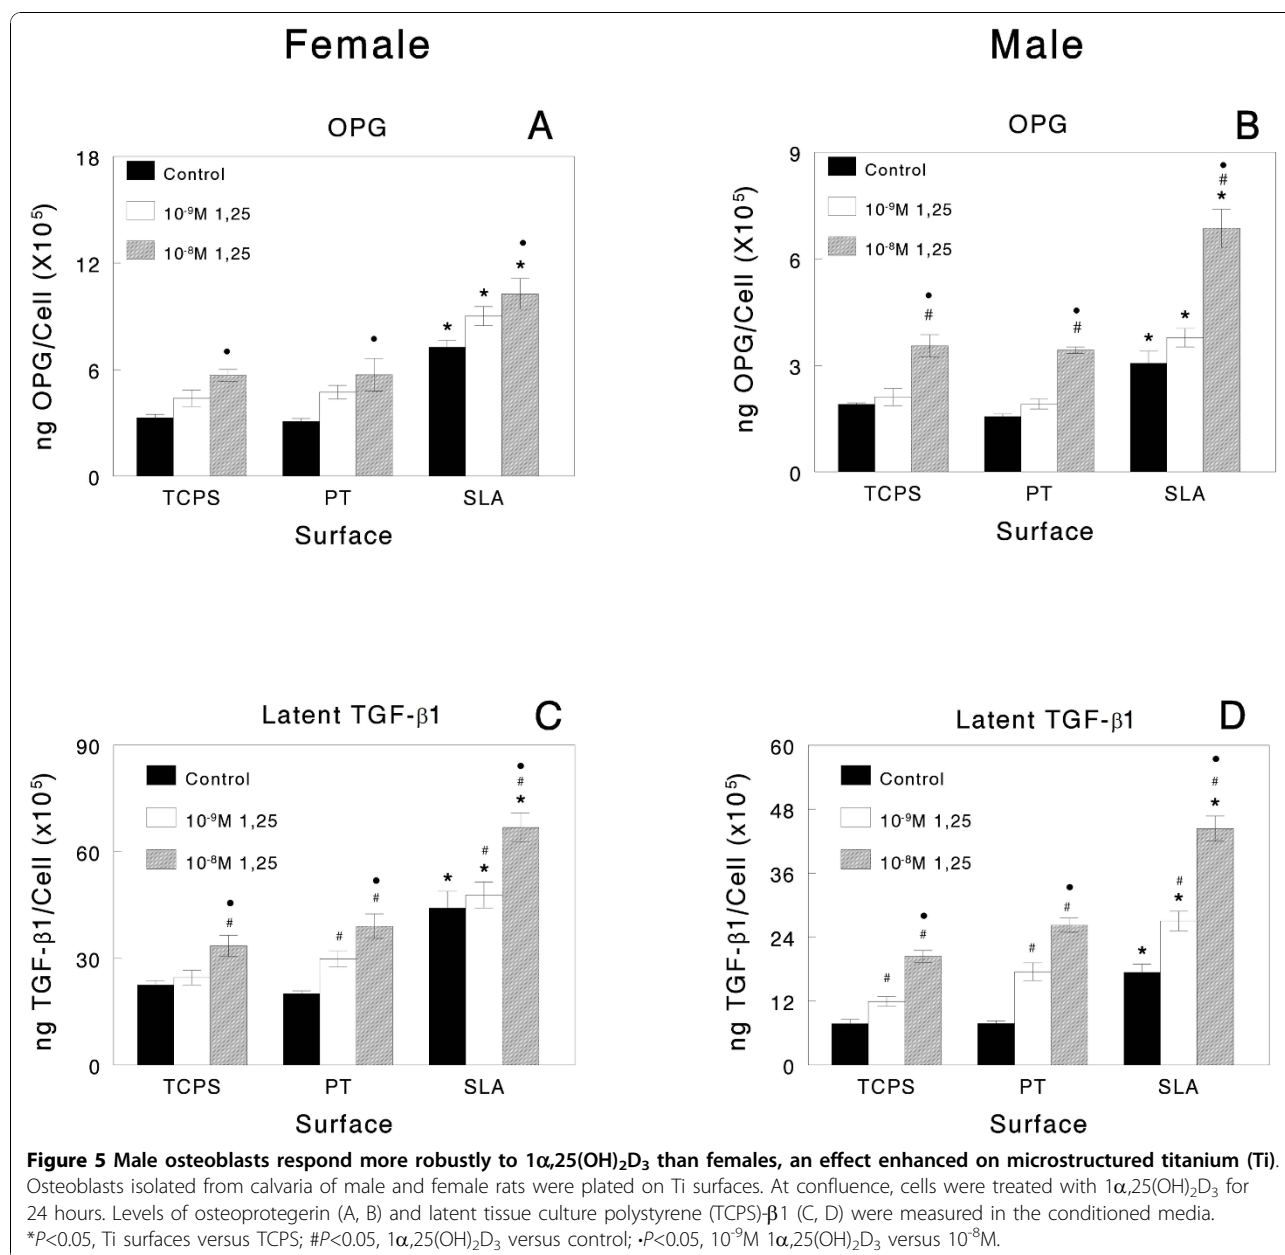 Female
Male
OPG
A
ng OPG/Cell (X10⁵)
18
12
6
0
Control
10⁻⁹M 1,25
10⁻⁸M 1,25
•
•
*
*
•
*
TCPS PT SLA
Surface
OPG
B
ng OPG/Cell (X10⁵)
9
6
3
0
Control
10⁻⁹M 1,25
10⁻⁸M 1,25
•
#
•
#
*
*
•
#
*
TCPS PT SLA
Surface
Latent TGF-β1
C
ng TGF-β1/Cell (x10⁵)
90
60
30
0
Control
10⁻⁹M 1,25
10⁻⁸M 1,25
•
#
#
•
#
*
#
*
•
#
*
TCPS PT SLA
Surface
Latent TGF-β1
D
ng TGF-β1/Cell (x10⁵)
60
48
36
24
12
0
Control
10⁻⁹M 1,25
10⁻⁸M 1,25
#
•
#
#
•
#
*
#
*
•
#
*
TCPS PT SLA
Surface
Figure 5 Male osteoblasts respond more robustly to 1α,25(OH)₂D₃ than females, an effect enhanced on microstructured titanium (Ti).
Osteoblasts isolated from calvaria of male and female rats were plated on Ti surfaces. At confluence, cells were treated with 1α,25(OH)₂D₃ for
24 hours. Levels of osteoprotegerin (A, B) and latent tissue culture polystyrene (TCPS)-β1 (C, D) were measured in the conditioned media.
*P<0.05, Ti surfaces versus TCPS; #P<0.05, 1α,25(OH)₂D₃ versus control; •P<0.05, 10⁻⁹M 1α,25(OH)₂D₃ versus 10⁻⁸M.